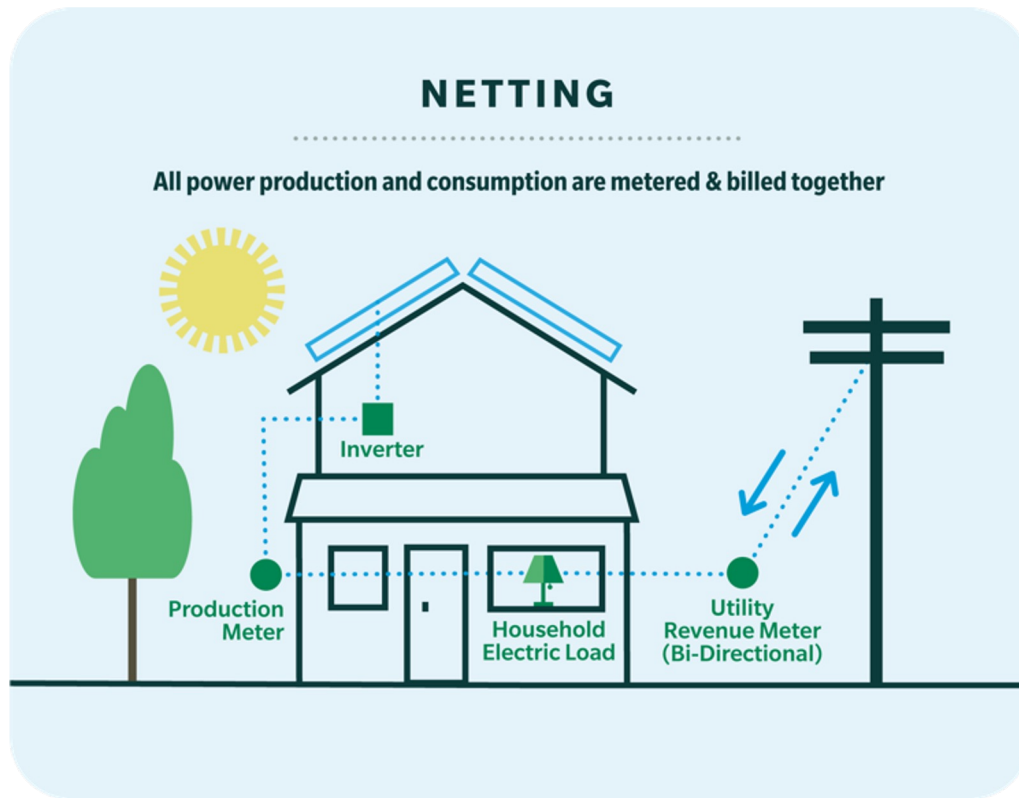 NETTING
All power production and consumption are metered & billed together
Inverter
Production
Meter
Household
Electric Load
Utility
Revenue Meter
(Bi-Directional)